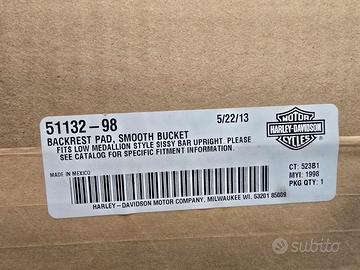 51132-98
5/22/13
BACKREST PAD, SMOOTH BUCKET
FITS LOW MEDALLION STYLE SISSY BAR UPRIGHT. PLEASE
SEE CATALOG FOR SPECIFIC FITMENT INFORMATION.
MOTOR
HARLEY-DAVIDSON
CYCLES
MADE IN MEXICO
CT: 523B1
MYI: 1998
PKG QTY: 1
HARLEY-DAVIDSON MOTOR COMPANY, MILWAUKEE WI. 53201 85009
subito